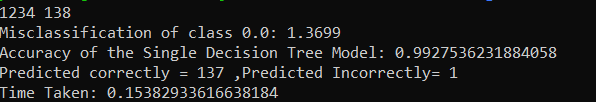 1234 138
Misclassification of class 0.0: 1.3699
Accuracy of the Single Decision Tree Model: 0.9927536231884058
Predicted correctly = 137 ,Predicted Incorrectly= 1
Time Taken: 0.15382933616638184